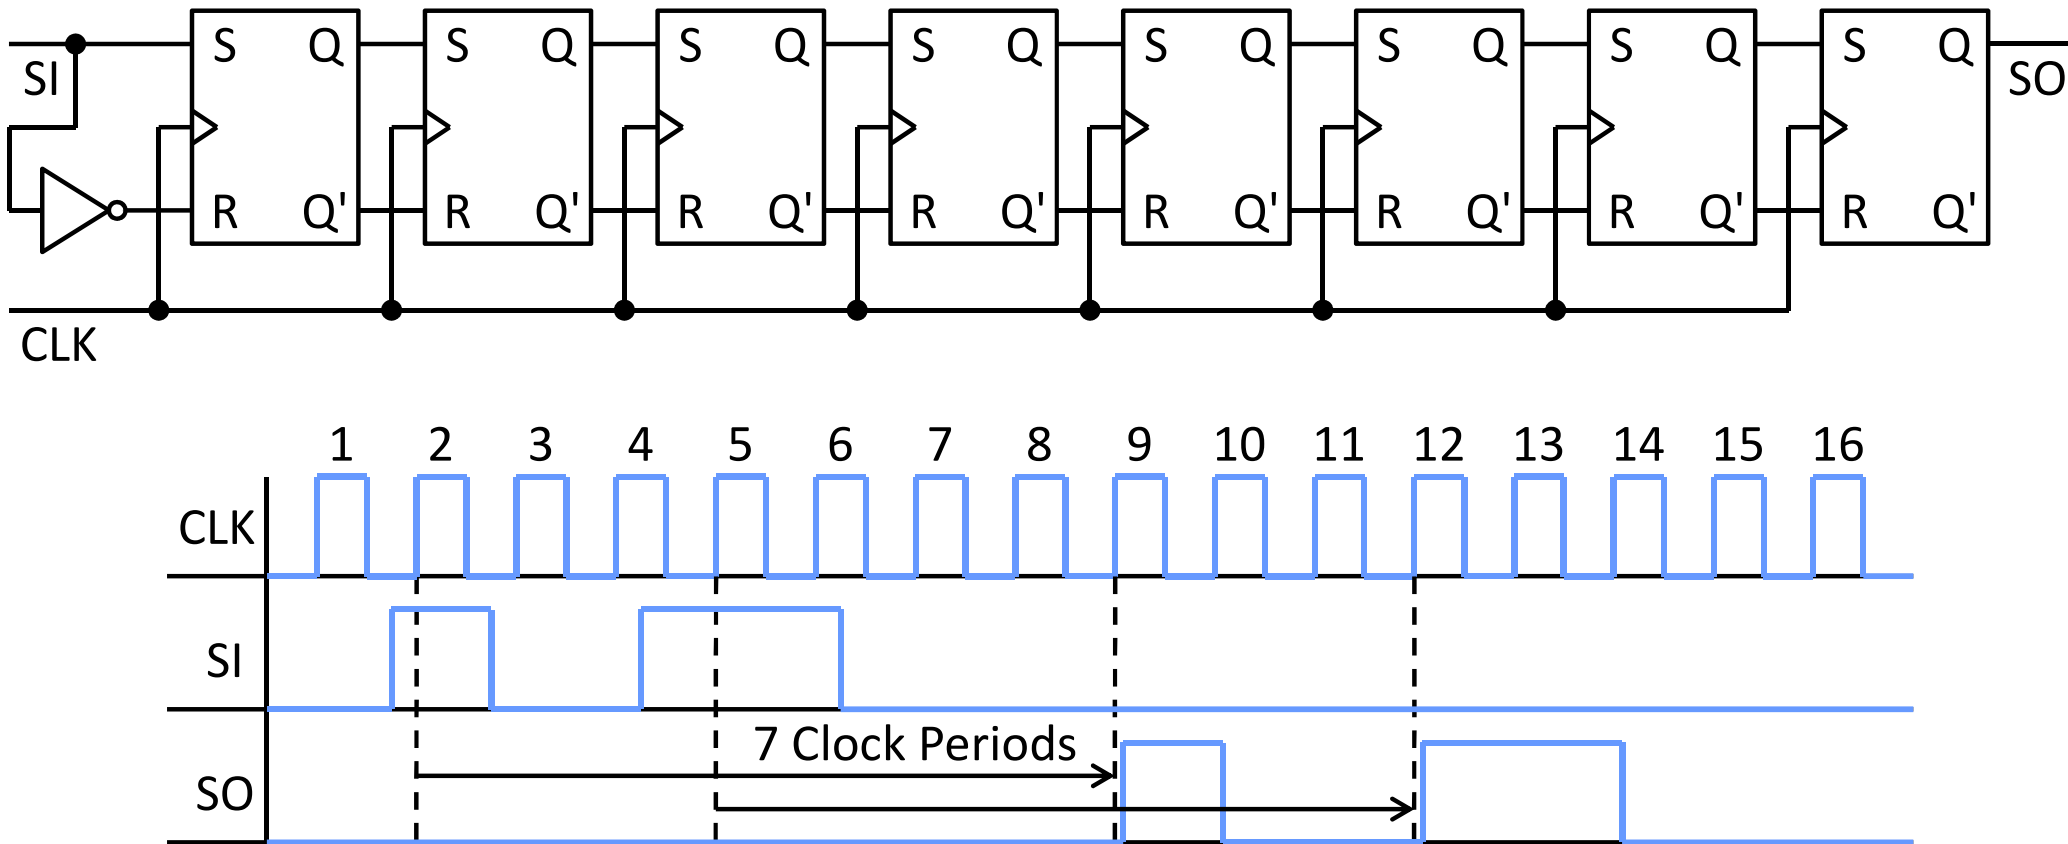 S Q S Q S Q S Q S Q S Q S Q S Q
SI SO
R Q' R Q' R Q' R Q' R Q' R Q' R Q' R Q'
CLK
1 2 3 4 5 6 7 8 9 10 11 12 13 14 15 16
CLK
SI
7 Clock Periods
SO